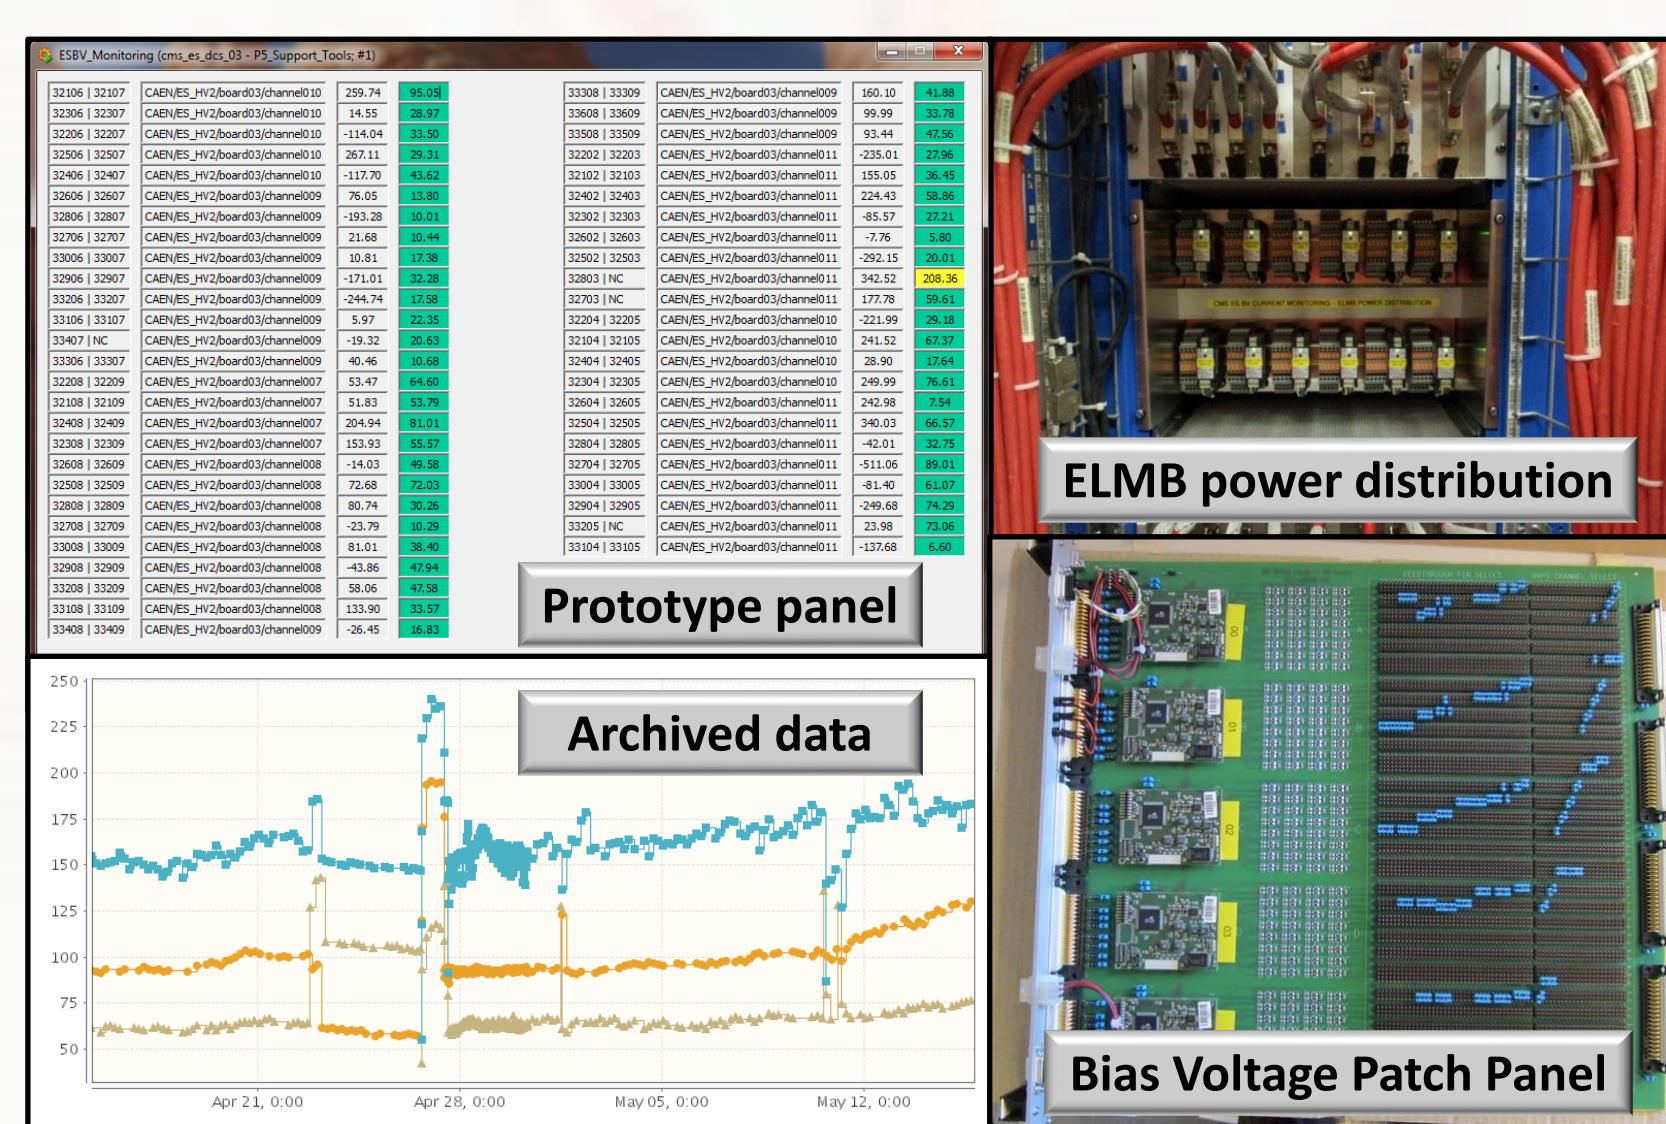 ESBV_Monitoring (cms_es_dcs_03 - P5_Support_Tools; #1)
32106 | 32107 CAEN/ES_HV2/board03/channel010 259.74 95.05 33308 | 33309 CAEN/ES_HV2/board03/channel009 160.10 41.88
32306 | 32307 CAEN/ES_HV2/board03/channel010 14.55 28.97 33608 | 33609 CAEN/ES_HV2/board03/channel009 99.99 33.78
32206 | 32207 CAEN/ES_HV2/board03/channel010 -114.04 33.50 33508 | 33509 CAEN/ES_HV2/board03/channel009 93.44 47.56
32506 | 32507 CAEN/ES_HV2/board03/channel010 267.11 29.31 32202 | 32203 CAEN/ES_HV2/board03/channel011 -235.01 27.96
32406 | 32407 CAEN/ES_HV2/board03/channel010 -117.70 43.62 32102 | 32103 CAEN/ES_HV2/board03/channel011 155.05 36.45
32606 | 32607 CAEN/ES_HV2/board03/channel009 76.05 13.80 32402 | 32403 CAEN/ES_HV2/board03/channel011 224.43 58.86
32806 | 32807 CAEN/ES_HV2/board03/channel009 -193.28 10.01 32302 | 32303 CAEN/ES_HV2/board03/channel011 -85.57 27.21
32706 | 32707 CAEN/ES_HV2/board03/channel009 21.68 10.44 32602 | 32603 CAEN/ES_HV2/board03/channel011 -7.76 5.80
33006 | 33007 CAEN/ES_HV2/board03/channel009 10.81 17.38 32502 | 32503 CAEN/ES_HV2/board03/channel011 -292.15 20.01
32906 | 32907 CAEN/ES_HV2/board03/channel009 -171.01 32.28 32803 | NC CAEN/ES_HV2/board03/channel011 342.52 208.36
33206 | 33207 CAEN/ES_HV2/board03/channel009 -244.74 17.58 32703 | NC CAEN/ES_HV2/board03/channel011 177.78 59.61
33106 | 33107 CAEN/ES_HV2/board03/channel009 5.97 22.35 32204 | 32205 CAEN/ES_HV2/board03/channel010 -221.99 29.18
33407 | NC CAEN/ES_HV2/board03/channel009 -19.32 20.63 32104 | 32105 CAEN/ES_HV2/board03/channel010 241.52 67.37
33306 | 33307 CAEN/ES_HV2/board03/channel009 40.46 10.68 32404 | 32405 CAEN/ES_HV2/board03/channel010 28.90 17.64
32208 | 32209 CAEN/ES_HV2/board03/channel007 53.47 64.60 32304 | 32305 CAEN/ES_HV2/board03/channel010 249.99 76.61
32108 | 32109 CAEN/ES_HV2/board03/channel007 51.83 53.79 32604 | 32605 CAEN/ES_HV2/board03/channel011 242.98 7.54
32408 | 32409 CAEN/ES_HV2/board03/channel007 204.94 81.01 32504 | 32505 CAEN/ES_HV2/board03/channel011 340.03 66.57
32308 | 32309 CAEN/ES_HV2/board03/channel007 153.93 55.57 32804 | 32805 CAEN/ES_HV2/board03/channel011 -42.01 32.75
32608 | 32609 CAEN/ES_HV2/board03/channel008 -14.03 49.58 32704 | 32705 CAEN/ES_HV2/board03/channel011 -511.06 89.01
32508 | 32509 CAEN/ES_HV2/board03/channel008 72.68 72.03 33004 | 33005 CAEN/ES_HV2/board03/channel011 -81.40 61.07
32808 | 32809 CAEN/ES_HV2/board03/channel008 80.74 30.26 32904 | 32905 CAEN/ES_HV2/board03/channel011 -249.68 74.29
32708 | 32709 CAEN/ES_HV2/board03/channel008 -23.79 10.29 33205 | NC CAEN/ES_HV2/board03/channel011 23.98 73.06
33008 | 33009 CAEN/ES_HV2/board03/channel008 81.01 38.40 33104 | 33105 CAEN/ES_HV2/board03/channel011 -137.68 6.60
32908 | 32909 CAEN/ES_HV2/board03/channel008 -43.86 47.94
33208 | 33209 CAEN/ES_HV2/board03/channel008 58.06 47.58
33108 | 33109 CAEN/ES_HV2/board03/channel008 133.90 33.57
33408 | 33409 CAEN/ES_HV2/board03/channel009 -26.45 16.83
Prototype panel
CMS ES BV CURRENT MONITORING - ELMB POWER DISTRIBUTION
ELMB power distribution
Archived data
250
225
200
175
150
125
100
75
50
Apr 21, 0:00 Apr 28, 0:00 May 05, 0:00 May 12, 0:00
FEEDTHROUGH PIN SELECT HVPS CHANNEL SELECT
00
01
02
03
Bias Voltage Patch Panel